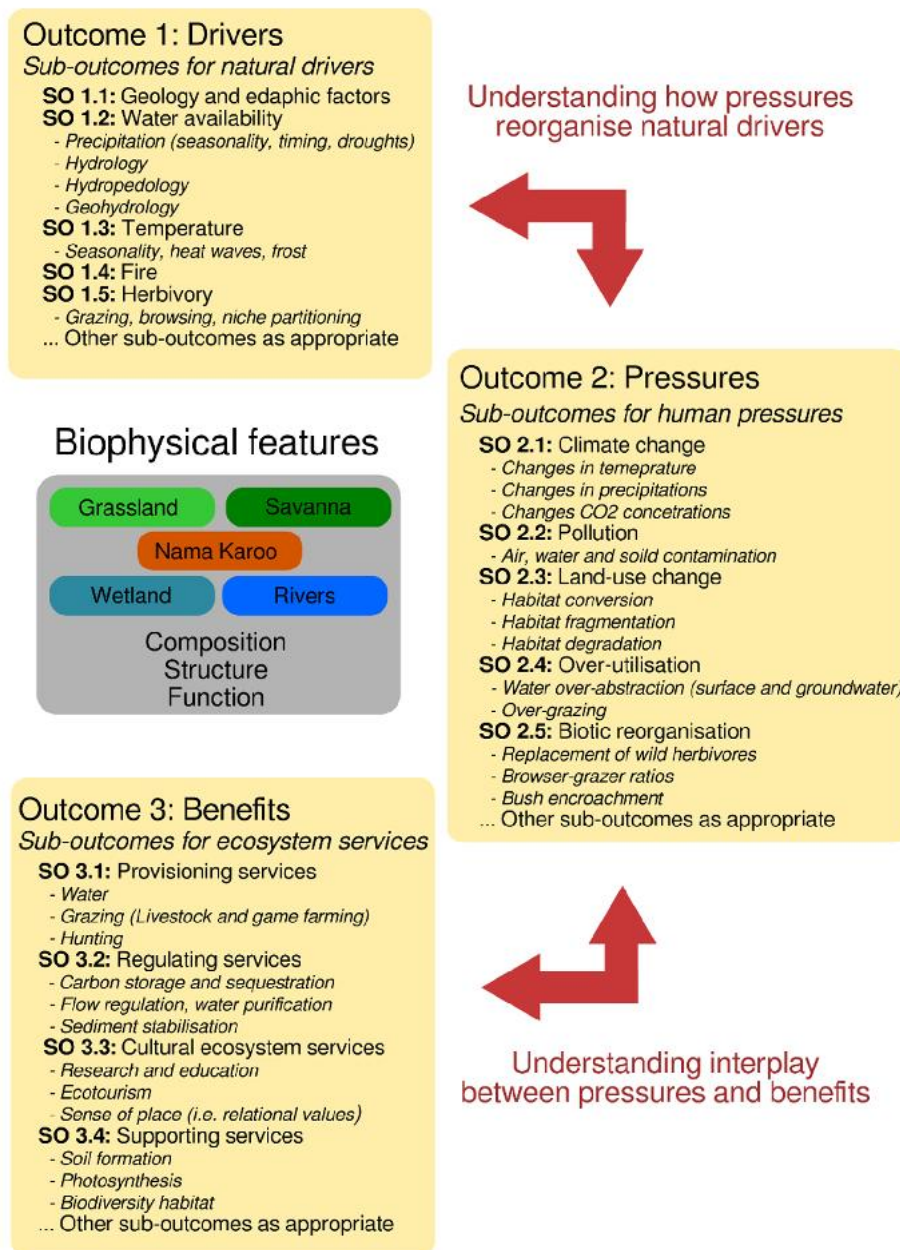 Outcome 1: Drivers
Sub-outcomes for natural drivers
SO 1.1: Geology and edaphic factors
SO 1.2: Water availability
- Precipitation (seasonality, timing, droughts)
- Hydrology
- Hydropedology
- Geohydrology
SO 1.3: Temperature
- Seasonality, heat waves, frost
SO 1.4: Fire
SO 1.5: Herbivory
- Grazing, browsing, niche partitioning
... Other sub-outcomes as appropriate
Understanding how pressures
reorganise natural drivers
Biophysical features
Grassland
Savanna
Nama Karoo
Wetland
Rivers
Composition
Structure
Function
Outcome 2: Pressures
Sub-outcomes for human pressures
SO 2.1: Climate change
- Changes in temeprature
- Changes in precipitations
- Changes CO2 concetrations
SO 2.2: Pollution
- Air, water and soild contamination
SO 2.3: Land-use change
- Habitat conversion
- Habitat fragmentation
- Habitat degradation
SO 2.4: Over-utilisation
- Water over-abstraction (surface and groundwater)
- Over-grazing
SO 2.5: Biotic reorganisation
- Replacement of wild herbivores
- Browser-grazer ratios
- Bush encroachment
... Other sub-outcomes as appropriate
Outcome 3: Benefits
Sub-outcomes for ecosystem services
SO 3.1: Provisioning services
- Water
- Grazing (Livestock and game farming)
- Hunting
SO 3.2: Regulating services
- Carbon storage and sequestration
- Flow regulation, water purification
- Sediment stabilisation
SO 3.3: Cultural ecosystem services
- Research and education
- Ecotourism
- Sense of place (i.e. relational values)
SO 3.4: Supporting services
- Soil formation
- Photosynthesis
- Biodiversity habitat
... Other sub-outcomes as appropriate
Understanding interplay
between pressures and benefits